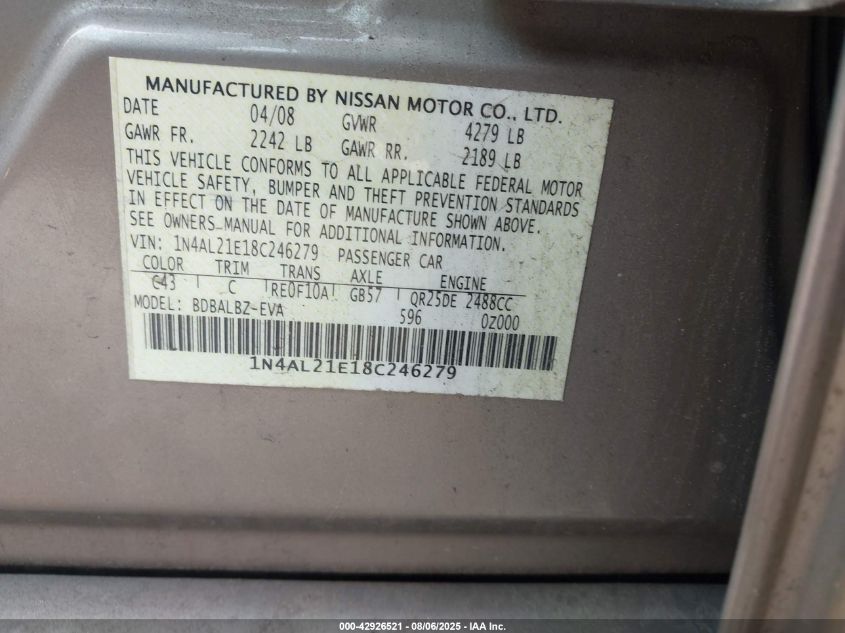 MANUFACTURED BY NISSAN MOTOR CO., LTD.
DATE 04/08 GVWR 4279 LB
GAWR FR. 2242 LB GAWR RR. 2189 LB
THIS VEHICLE CONFORMS TO ALL APPLICABLE FEDERAL MOTOR
VEHICLE SAFETY, BUMPER AND THEFT PREVENTION STANDARDS
IN EFFECT ON THE DATE OF MANUFACTURE SHOWN ABOVE.
SEE OWNERS MANUAL FOR ADDITIONAL INFORMATION.
VIN: 1N4AL21E18C246279 PASSENGER CAR
COLOR TRIM TRANS AXLE ENGINE
C43 C RE0F10A GB57 QR25DE 2488CC
MODEL: BDBALBZ-EVA 596 0Z000
1N4AL21E18C246279
000-42926521 - 08/06/2025 - IAA Inc.